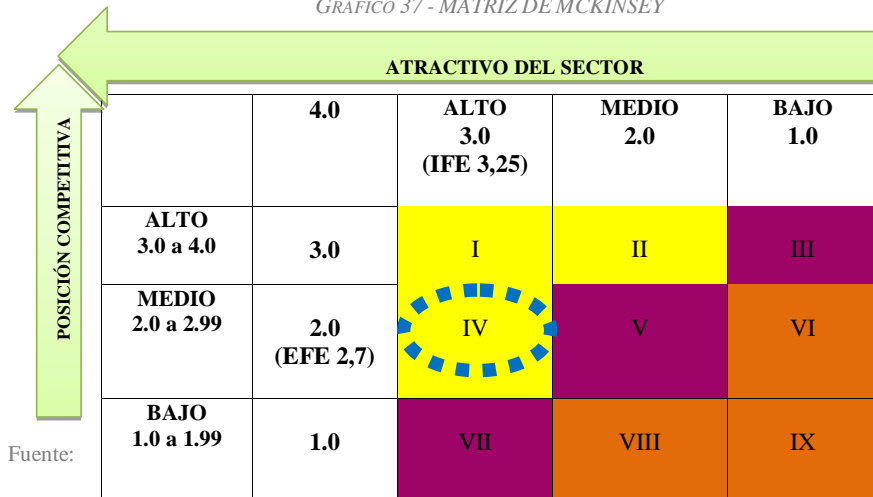 GRÁFICO 37 - MATRIZ DE MCKINSEY
ATRACTIVO DEL SECTOR
POSICIÓN COMPETITIVA
4.0
ALTO
3.0
(IFE 3,25)
MEDIO
2.0
BAJO
1.0
ALTO
3.0 a 4.0
3.0
I
II
III
MEDIO
2.0 a 2.99
2.0
(EFE 2,7)
IV
V
VI
BAJO
1.0 a 1.99
1.0
VII
VIII
IX
Fuente: